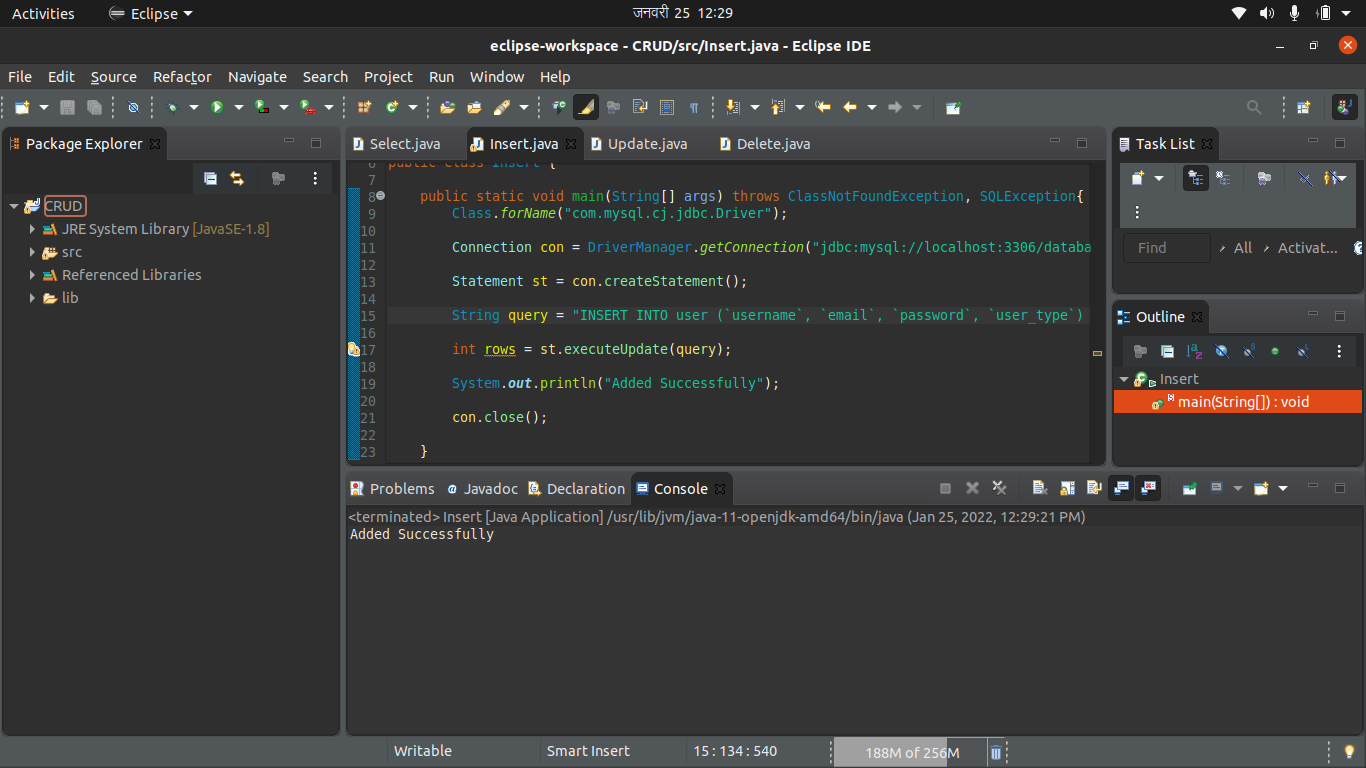 Activities Eclipse जनवरी 25 12:29
eclipse-workspace - CRUD/src/Insert.java - Eclipse IDE
File Edit Source Refactor Navigate Search Project Run Window Help
Package Explorer
CRUD
JRE System Library [JavaSE-1.8]
src
Referenced Libraries
lib
Select.java Insert.java Update.java Delete.java
6 public class Insert {
7
8 public static void main(String[] args) throws ClassNotFoundException, SQLException{
9 Class.forName("com.mysql.cj.jdbc.Driver");
10
11 Connection con = DriverManager.getConnection("jdbc:mysql://localhost:3306/databa
12
13 Statement st = con.createStatement();
14
15 String query = "INSERT INTO user (`username`, `email`, `password`, `user_type`)
16
17 int rows = st.executeUpdate(query);
18
19 System.out.println("Added Successfully");
20
21 con.close();
22
23 }
Task List
Find All Activat...
Outline
Insert
main(String[]) : void
Problems Javadoc Declaration Console
<terminated> Insert [Java Application] /usr/lib/jvm/java-11-openjdk-amd64/bin/java (Jan 25, 2022, 12:29:21 PM)
Added Successfully
Writable Smart Insert 15 : 134 : 540 188M of 256M